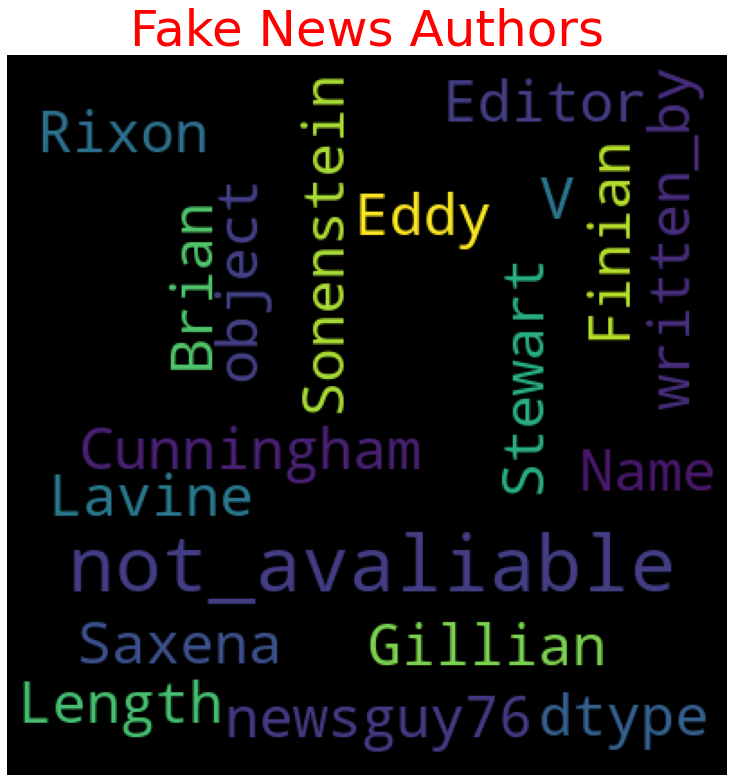 Fake News Authors
Rixon
Editor
written_by
Sonenstein
Finian
V
Eddy
Brian
object
Stewart
Cunningham
Name
Lavine
not_avaliable
Saxena
Gillian
Length
newsguy76
dtype